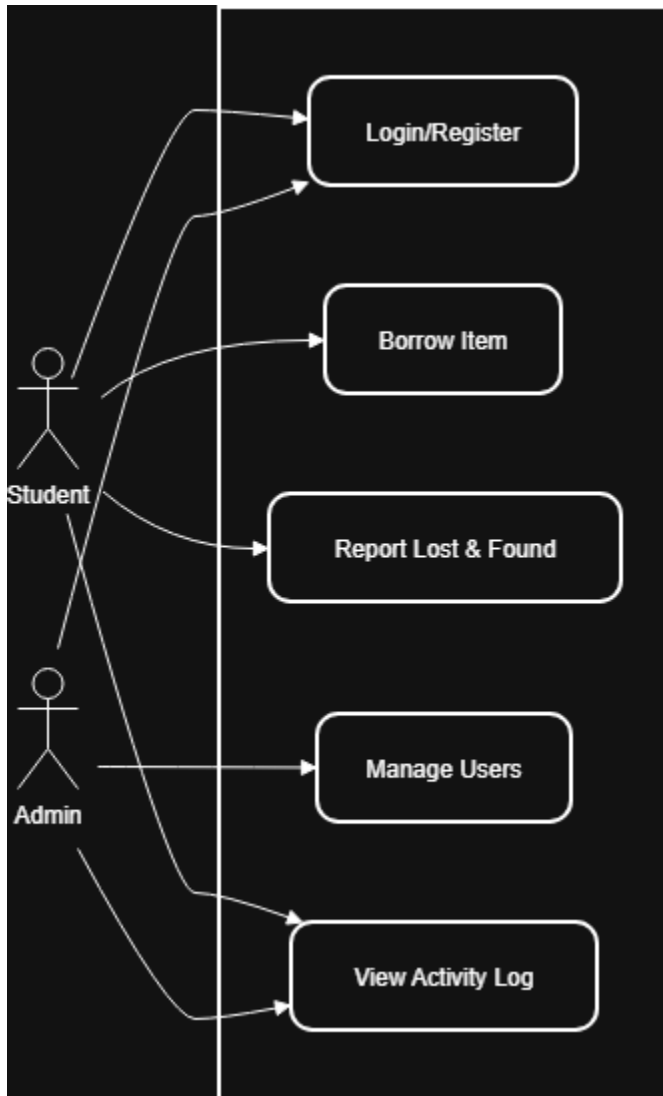 Login/Register
Borrow Item
Student
Report Lost & Found
Manage Users
Admin
View Activity Log